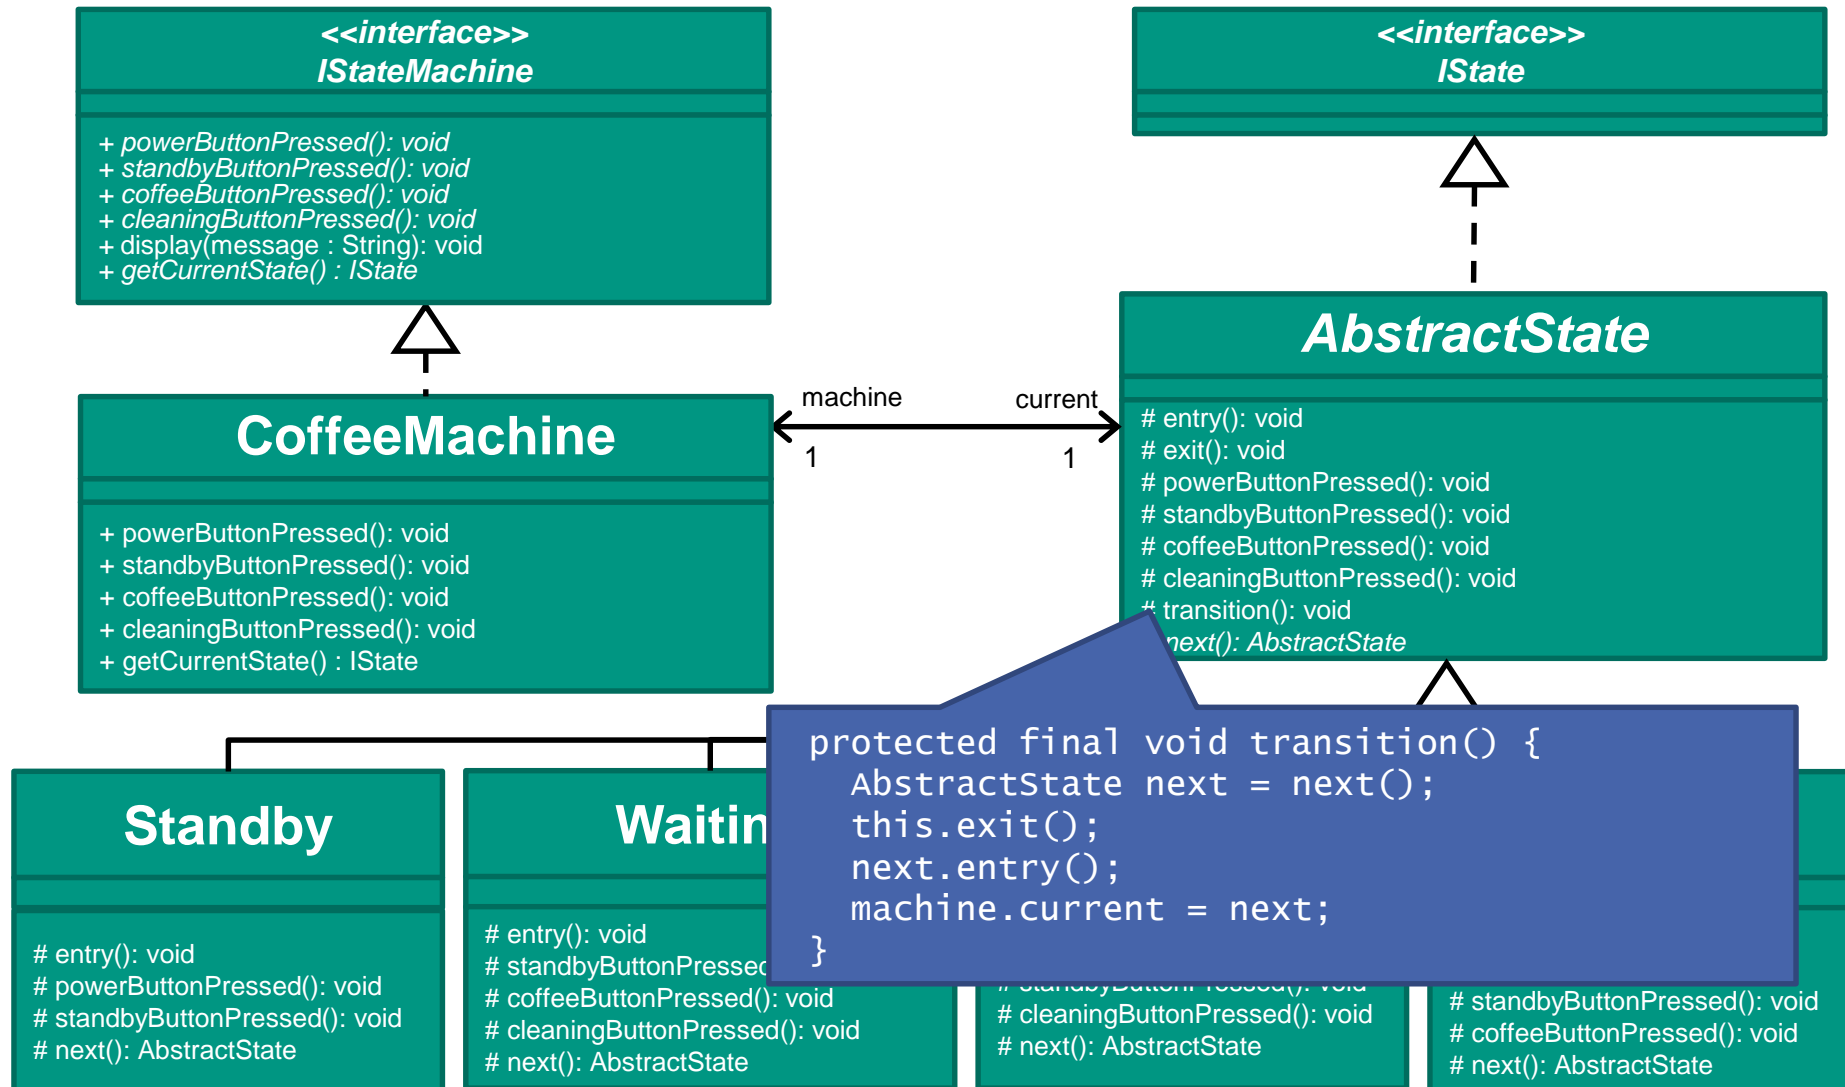 <<interface>>
IStateMachine
+ powerButtonPressed(): void
+ standbyButtonPressed(): void
+ coffeeButtonPressed(): void
+ cleaningButtonPressed(): void
+ display(message : String): void
+ getCurrentState() : IState
<<interface>>
IState
CoffeeMachine
+ powerButtonPressed(): void
+ standbyButtonPressed(): void
+ coffeeButtonPressed(): void
+ cleaningButtonPressed(): void
+ getCurrentState() : IState
machine
current
1
1
AbstractState
# entry(): void
# exit(): void
# powerButtonPressed(): void
# standbyButtonPressed(): void
# coffeeButtonPressed(): void
# cleaningButtonPressed(): void
# transition(): void
next(): AbstractState
protected final void transition() {
AbstractState next = next();
this.exit();
next.entry();
machine.current = next;
}
Standby
# entry(): void
# powerButtonPressed(): void
# standbyButtonPressed(): void
# next(): AbstractState
Waitin
# entry(): void
# standbyButtonPressed
# coffeeButtonPressed(): void
# cleaningButtonPressed(): void
# next(): AbstractState
# standbyButtonPressed(): void
# cleaningButtonPressed(): void
# next(): AbstractState
# standbyButtonPressed(): void
# coffeeButtonPressed(): void
# next(): AbstractState